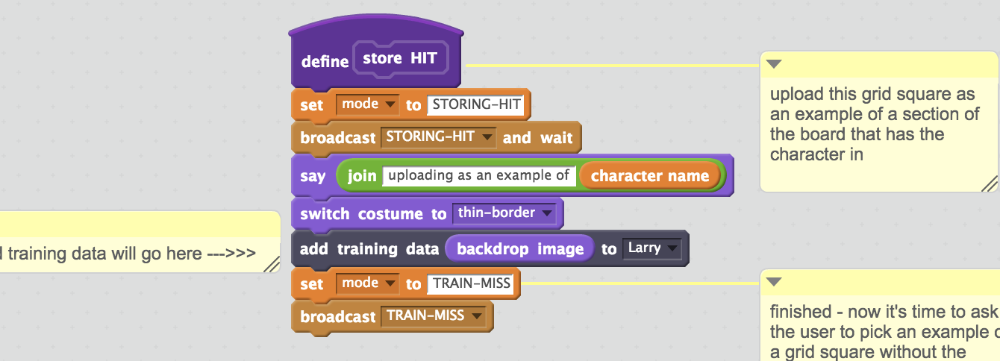 define store HIT
set mode to STORING-HIT
broadcast STORING-HIT and wait
say join uploading as an example of character name
switch costume to thin-border
add training data backdrop image to Larry
set mode to TRAIN-MISS
broadcast TRAIN-MISS
training data will go here --->>>
upload this grid square as
an example of a section of
the board that has the
character in
finished - now it's time to ask
the user to pick an example
a grid square without the